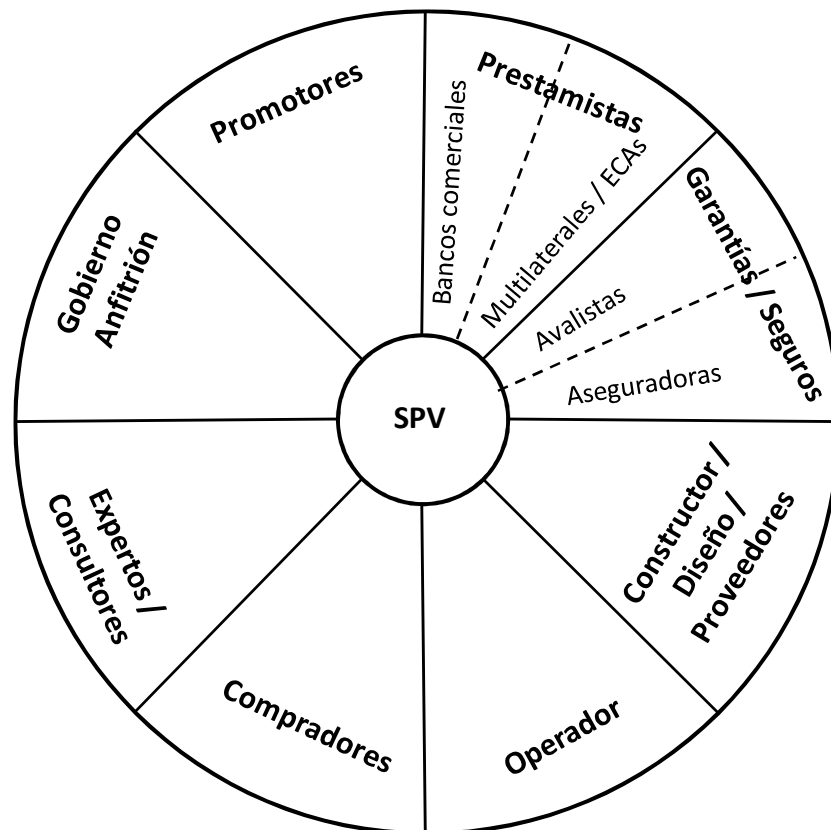 Promotores
Prestamistas
Bancos comerciales
Multilaterales / ECAs
Garantías / Seguros
Avalistas
Aseguradoras
Constructor /
Diseño /
Proveedores
Operador
Compradores
Expertos /
Consultores
Gobierno
Anfitrión
SPV